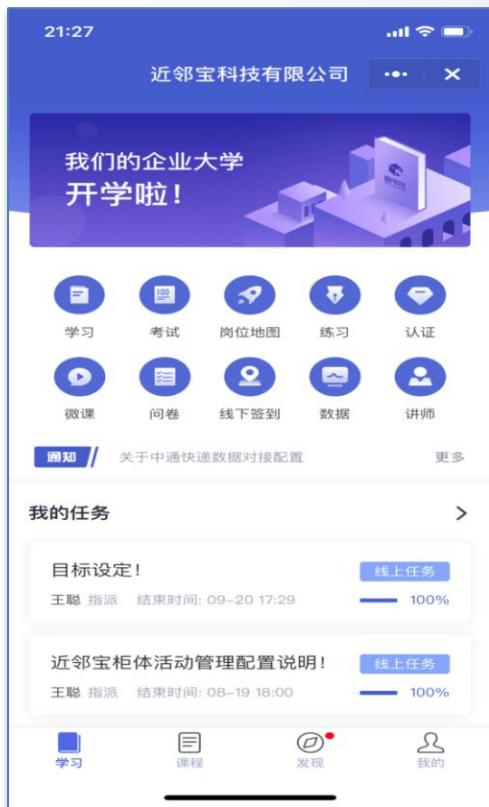 21:27
近邻宝科技有限公司
我们的企业大学
开学啦!
学习 考试 岗位地图 练习 认证
100
微课 问卷 线下签到 数据 讲师
通知 关于中通快递数据对接配置 更多
我的任务
目标设定! 线上任务
王聪 指派 结束时间: 09-20 17:29 100%
近邻宝柜体活动管理配置说明! 线上任务
王聪 指派 结束时间: 08-19 18:00 100%
学习 课程 发现 我的